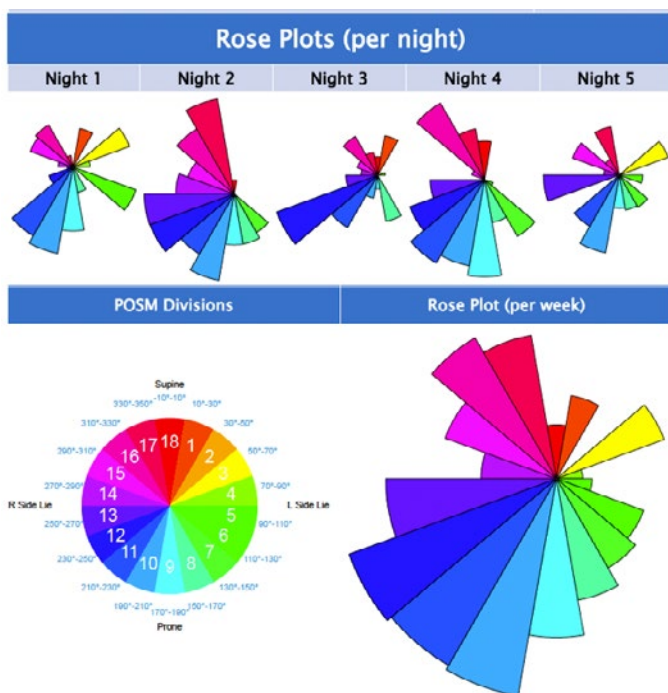 Rose Plots (per night)
Night 1 Night 2 Night 3 Night 4 Night 5
POSM Divisions Rose Plot (per week)
Supine
330°-350° -10°-10° 10°-30°
310°-330° 30°-50°
290°-310° 50°-70°
270°-290° 70°-90°
R Side Lie L Side Lie
250°-270° 90°-110°
230°-250° 110°-130°
210°-230° 130°-150°
190°-210° 170°-190° 150°-170°
Prone
17 18 1
16 2
15 3
14 4
13 5
12 6
11 7
10 9 8